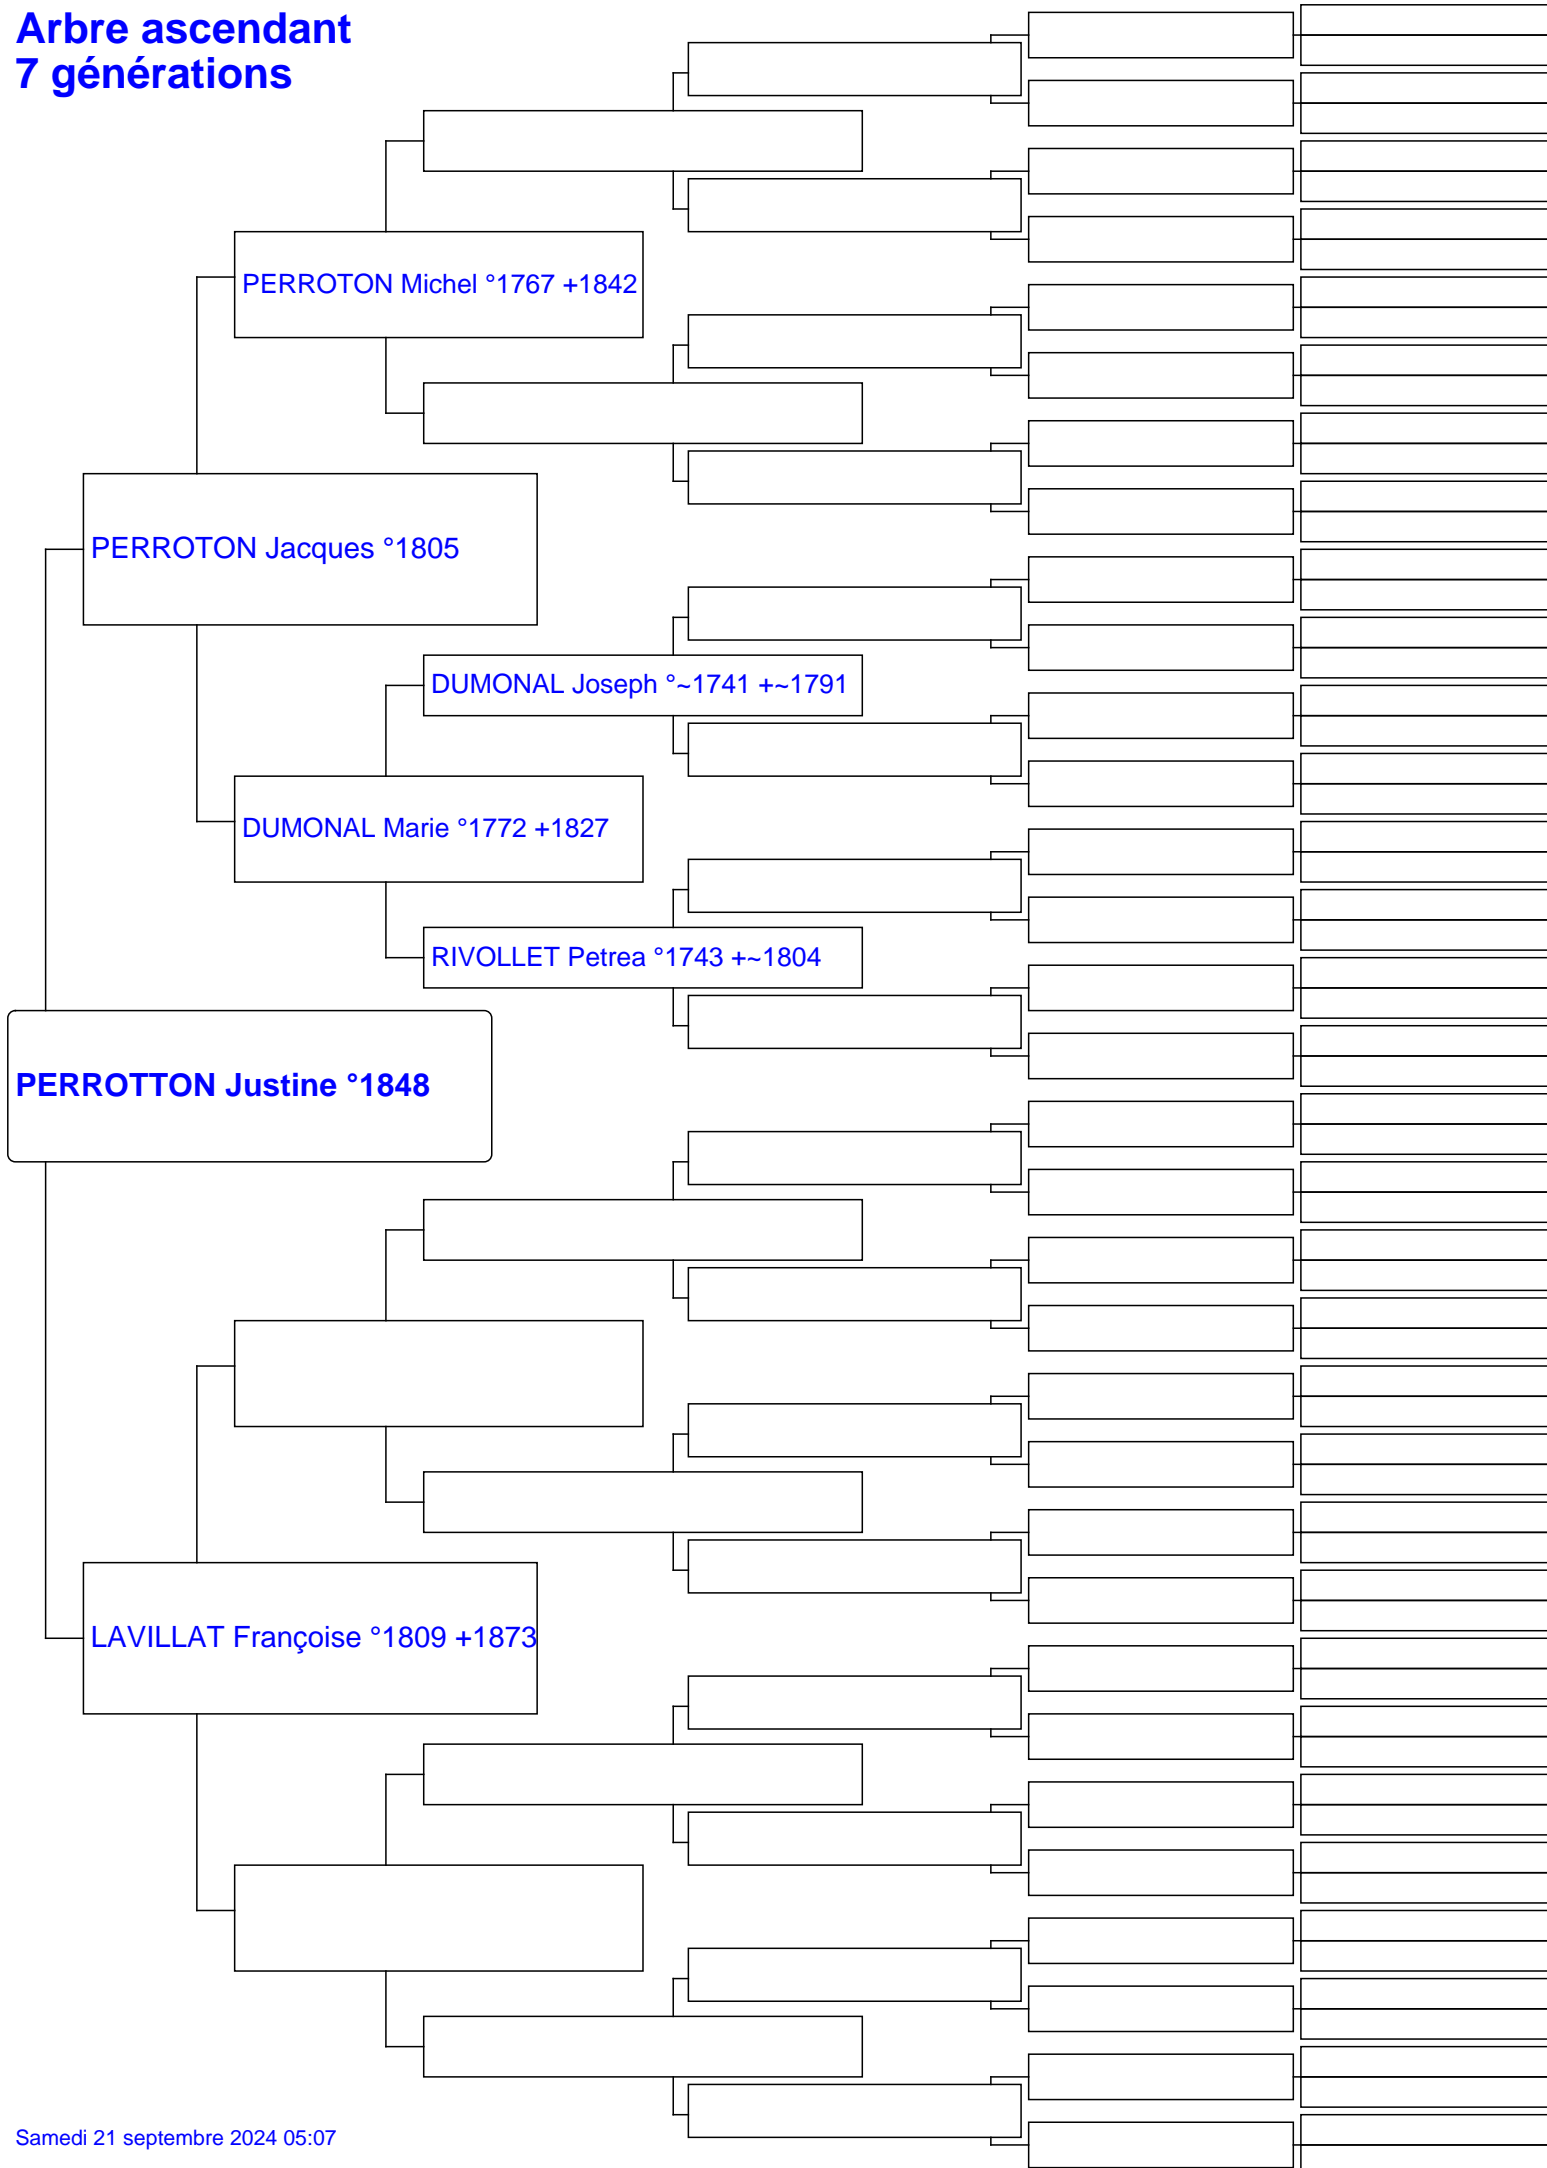 Arbre ascendant
7 générations
PERROTON Michel °1767 +1842
PERROTON Jacques °1805
DUMONAL Joseph °~1741 +~1791
DUMONAL Marie °1772 +1827
RIVOLLET Petrea °1743 +~1804
PERROTTON Justine °1848
LAVILLAT Françoise °1809 +1873
Samedi 21 septembre 2024 05:07